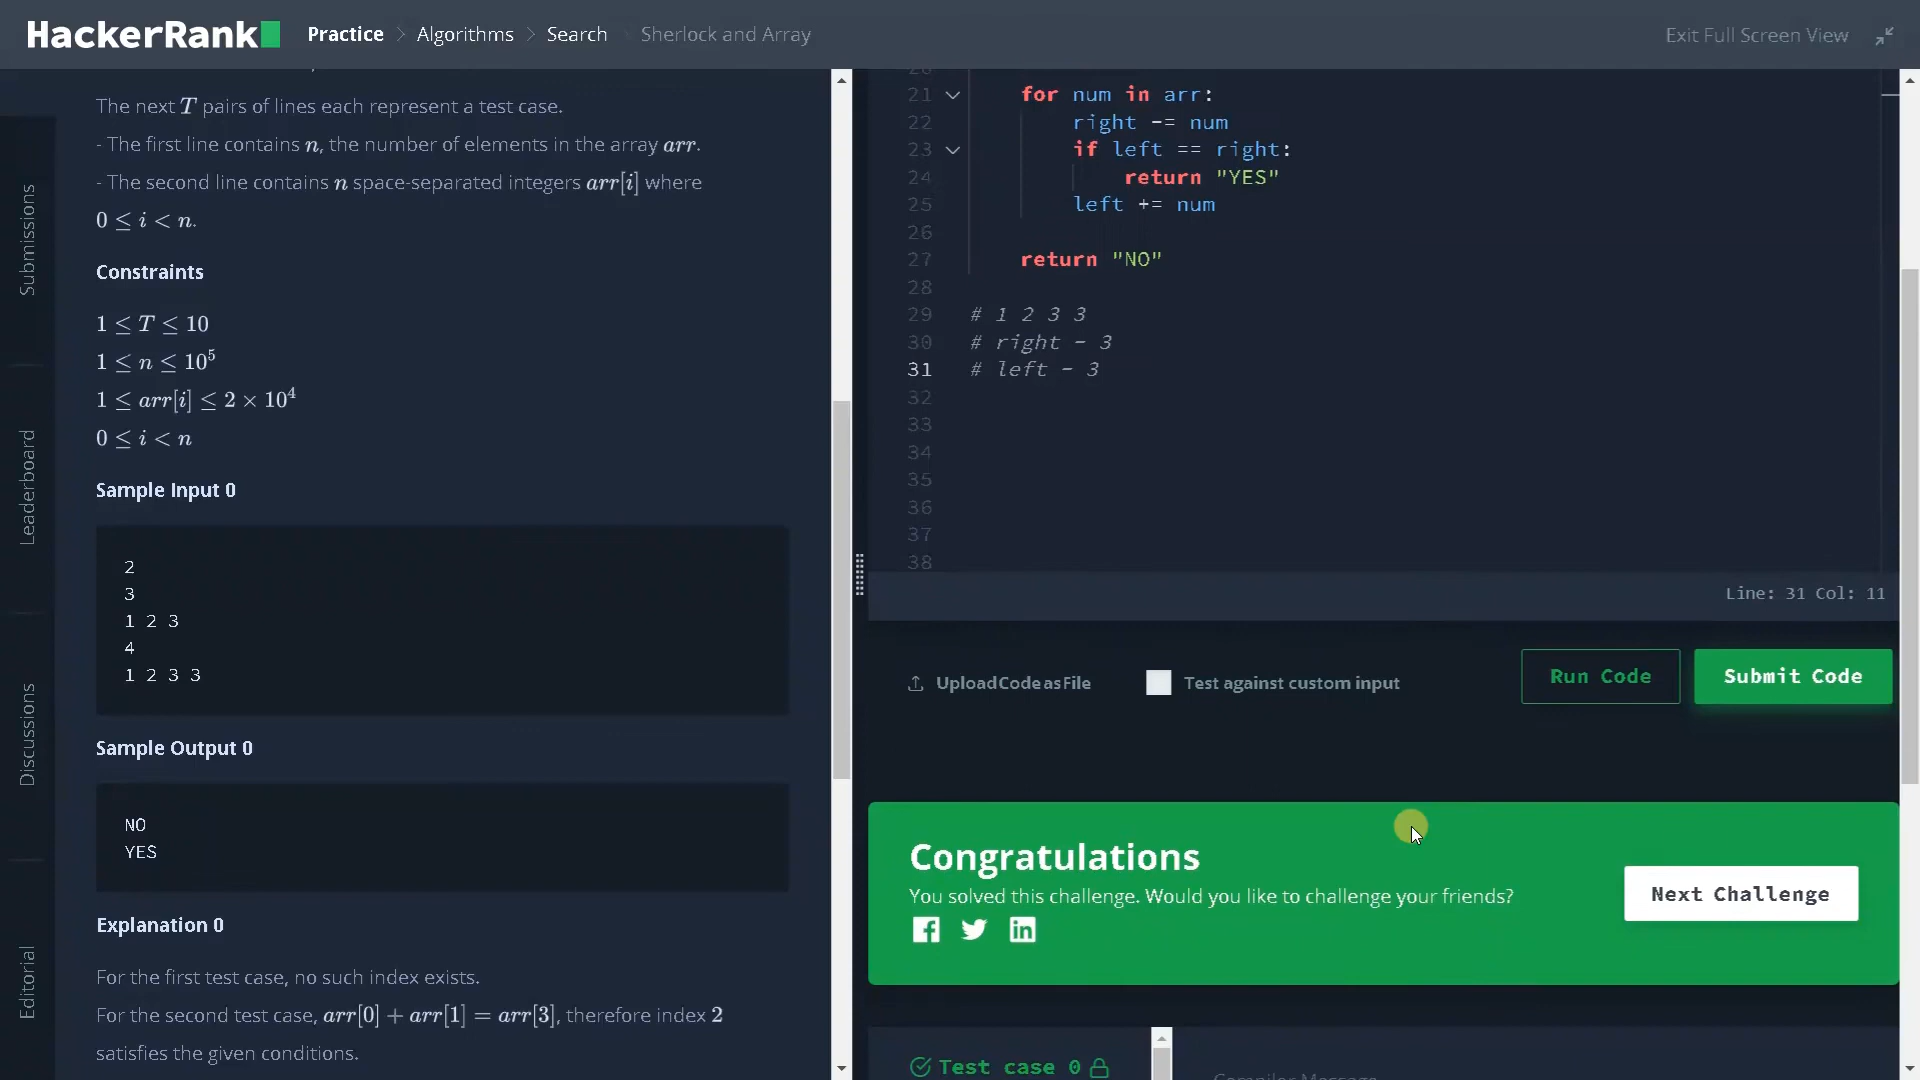 HackerRank
Practice > Algorithms > Search > Sherlock and Array
Exit Full Screen View
Submissions
Leaderboard
Discussions
Editorial
The next T pairs of lines each represent a test case.
- The first line contains n, the number of elements in the array arr.
- The second line contains n space-separated integers arr[i] where
0 ≤ i < n.
Constraints
1 ≤ T ≤ 10
1 ≤ n ≤ 10⁵
1 ≤ arr[i] ≤ 2 × 10⁴
0 ≤ i < n
Sample Input 0
2
3
1 2 3
4
1 2 3 3
Sample Output 0
NO
YES
Explanation 0
For the first test case, no such index exists.
For the second test case, arr[0] + arr[1] = arr[3], therefore index 2
satisfies the given conditions.
20
21 for num in arr:
22 right -= num
23 if left == right:
24 return "YES"
25 left += num
26
27 return "NO"
28
29 # 1 2 3 3
30 # right - 3
31 # left - 3
32
33
34
35
36
37
38
Line: 31 Col: 11
Upload Code as File
Test against custom input
Run Code
Submit Code
Congratulations
You solved this challenge. Would you like to challenge your friends?
Next Challenge
Test case 0
Compiler Message